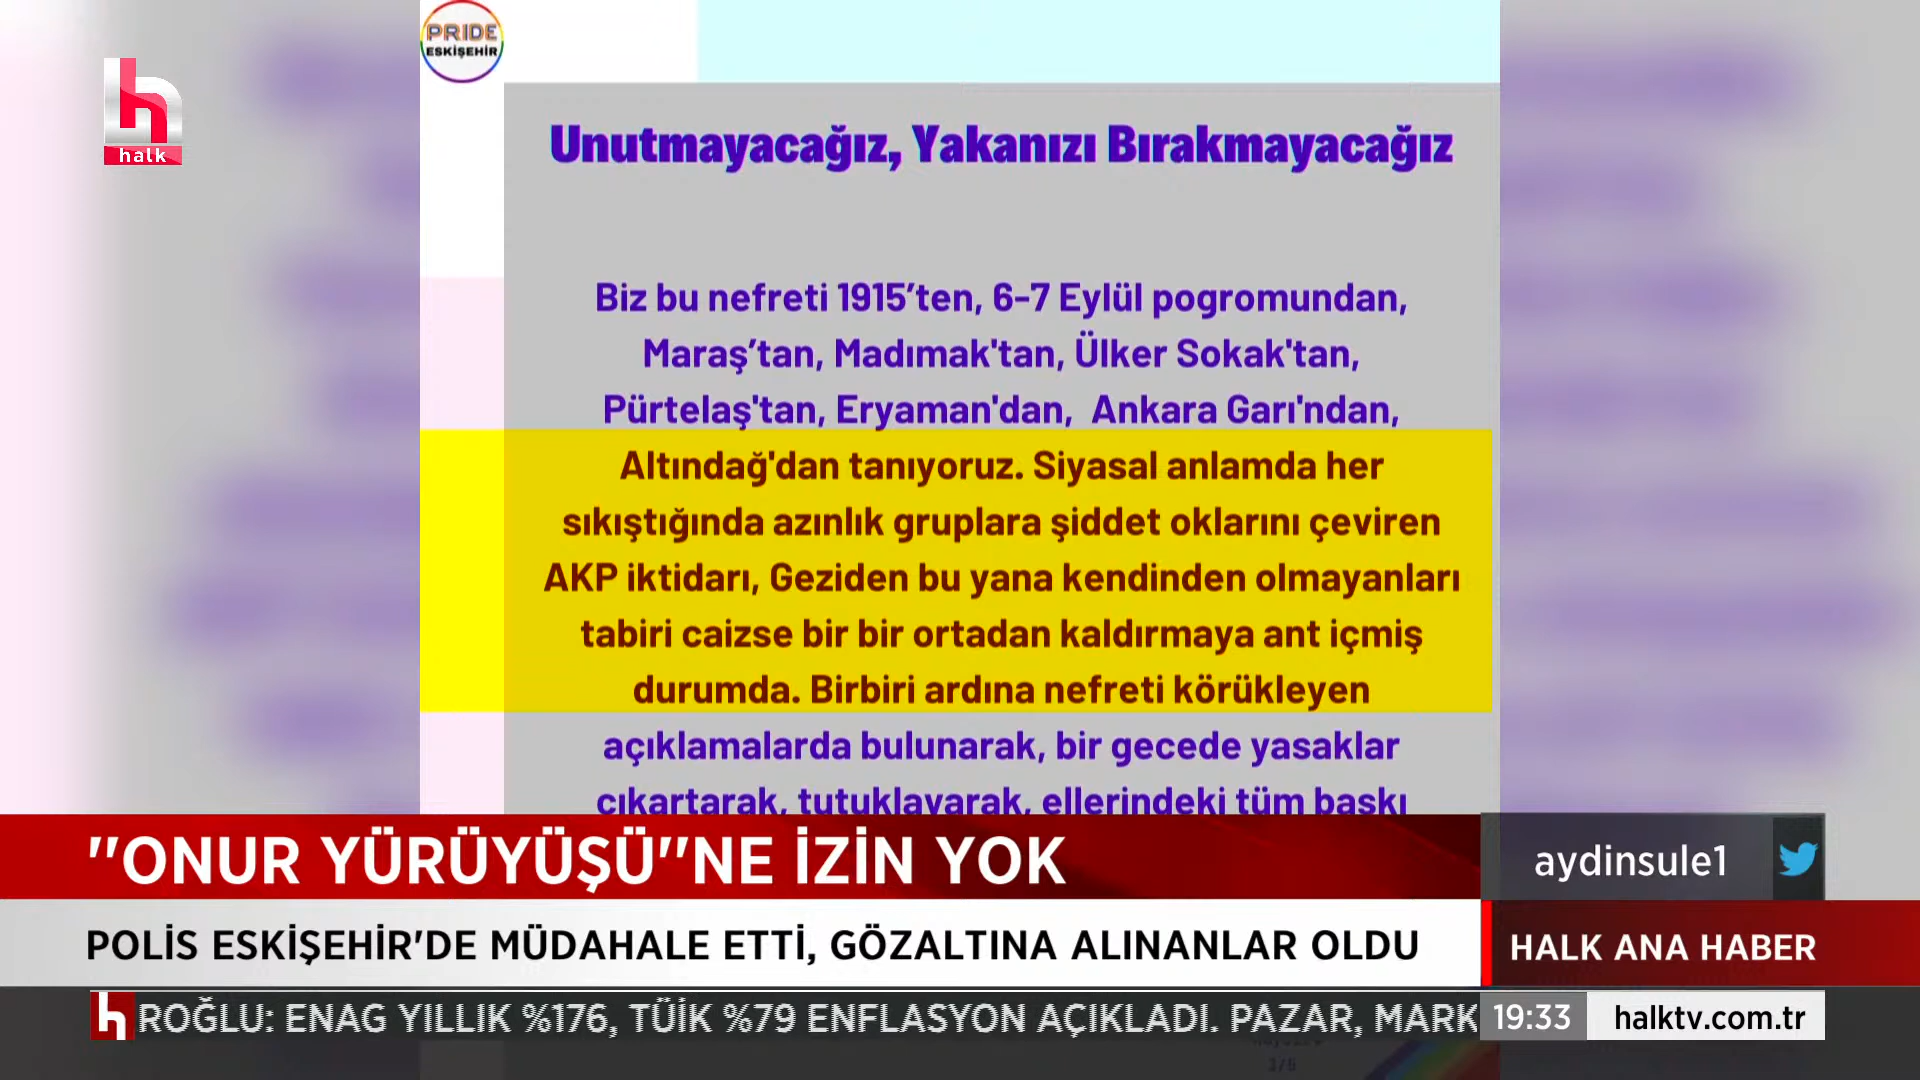 PRIDE
ESKİŞEHİR
halk
Unutmayacağız, Yakanızı Bırakmayacağız
Biz bu nefreti 1915’ten, 6-7 Eylül pogromundan,
Maraş’tan, Madımak'tan, Ülker Sokak'tan,
Pürtelaş'tan, Eryaman'dan, Ankara Garı'ndan,
Altındağ'dan tanıyoruz. Siyasal anlamda her
sıkıştığında azınlık gruplara şiddet oklarını çeviren
AKP iktidarı, Geziden bu yana kendinden olmayanları
tabiri caizse bir bir ortadan kaldırmaya ant içmiş
durumda. Birbiri ardına nefreti körükleyen
açıklamalarda bulunarak, bir gecede yasaklar
çıkartarak, tutuklayarak, ellerindeki tüm baskı
"ONUR YÜRÜYÜŞÜ"NE İZİN YOK
aydinsule1
POLİS ESKİŞEHİR'DE MÜDAHALE ETTİ, GÖZALTINA ALINANLAR OLDU
HALK ANA HABER
ROĞLU: ENAG YILLIK %176, TÜİK %79 ENFLASYON AÇIKLADI. PAZAR, MARK
19:33
halktv.com.tr